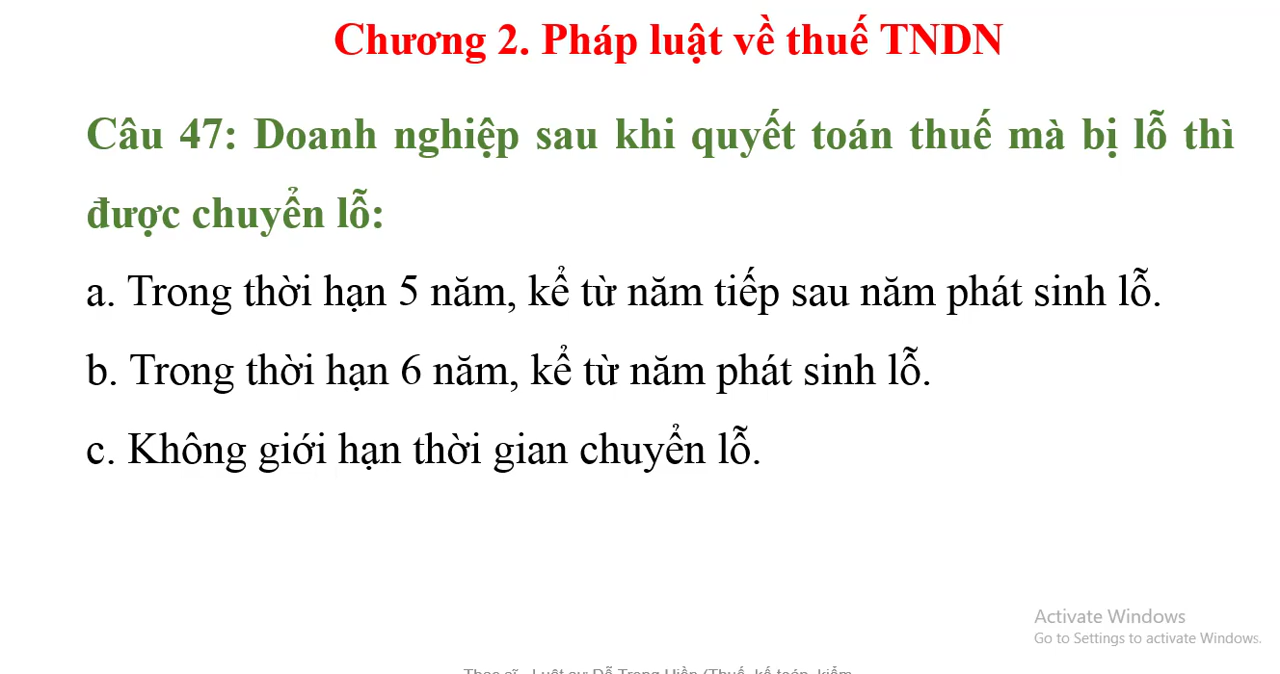 Chương 2. Pháp luật về thuế TNDN
Câu 47: Doanh nghiệp sau khi quyết toán thuế mà bị lỗ thì
được chuyển lỗ:
a. Trong thời hạn 5 năm, kể từ năm tiếp sau năm phát sinh lỗ.
b. Trong thời hạn 6 năm, kể từ năm phát sinh lỗ.
c. Không giới hạn thời gian chuyển lỗ.
Activate Windows
Go to Settings to activate Windows.